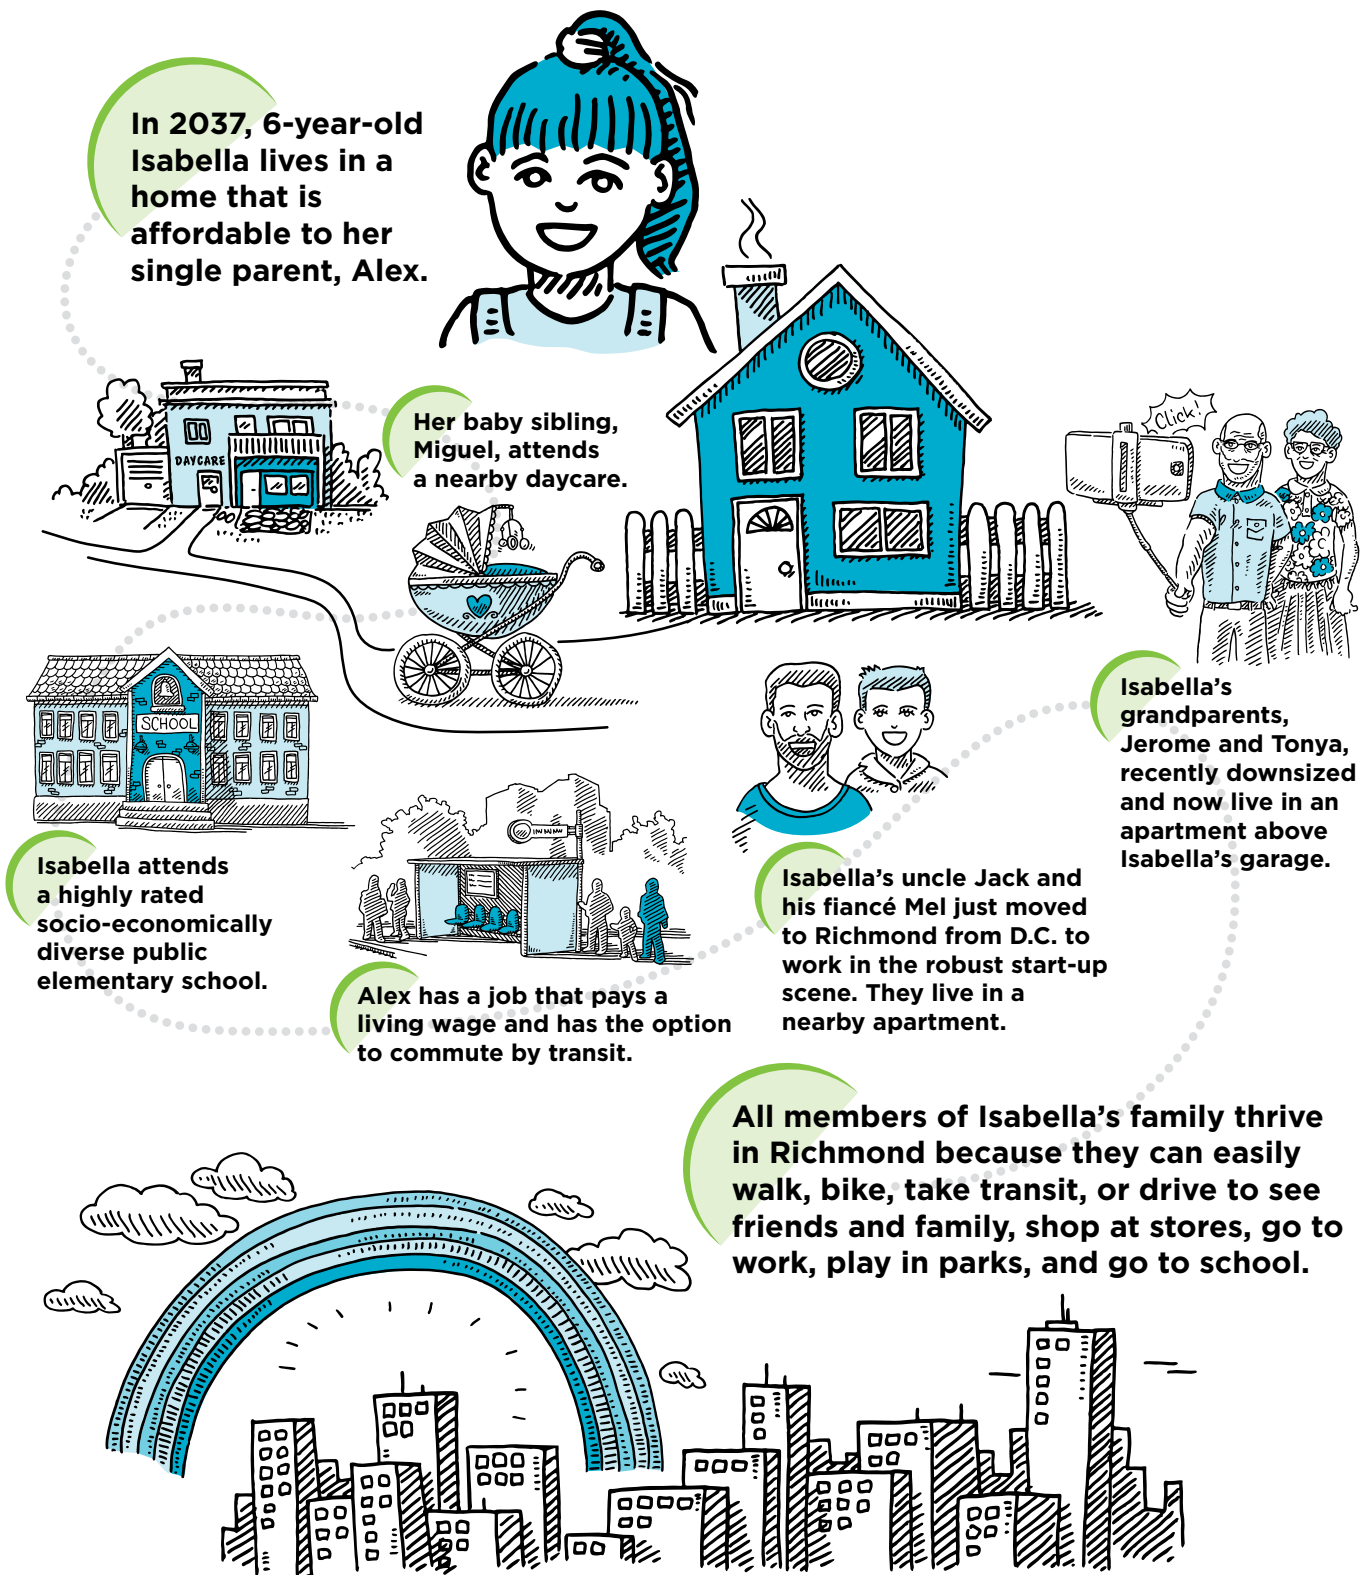 In 2037, 6-year-old
Isabella lives in a
home that is
affordable to her
single parent, Alex.
Her baby sibling,
Miguel, attends
a nearby daycare.
DAYCARE
Click!
SCHOOL
Isabella attends
a highly rated
socio-economically
diverse public
elementary school.
Alex has a job that pays a
living wage and has the option
to commute by transit.
Isabella’s uncle Jack and
his fiancé Mel just moved
to Richmond from D.C. to
work in the robust start-up
scene. They live in a
nearby apartment.
Isabella’s
grandparents,
Jerome and Tonya,
recently downsized
and now live in an
apartment above
Isabella’s garage.
All members of Isabella’s family thrive
in Richmond because they can easily
walk, bike, take transit, or drive to see
friends and family, shop at stores, go to
work, play in parks, and go to school.